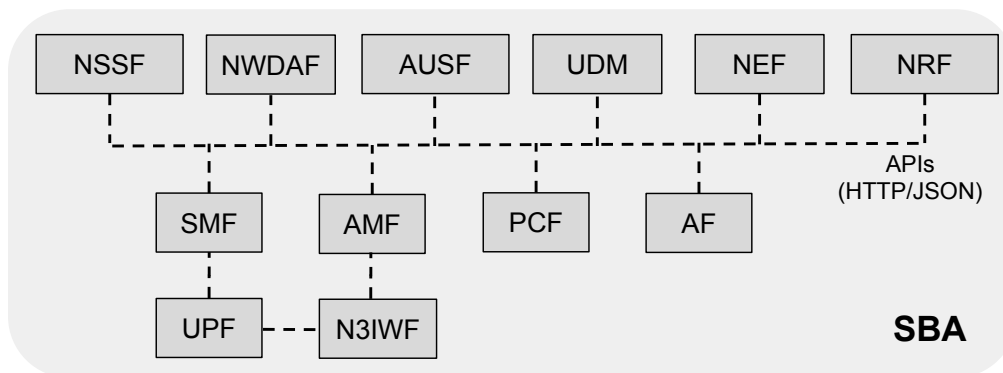 NSSF
NWDAF
AUSF
UDM
NEF
NRF
APIs
(HTTP/JSON)
SMF
AMF
PCF
AF
UPF
N3IWF
SBA